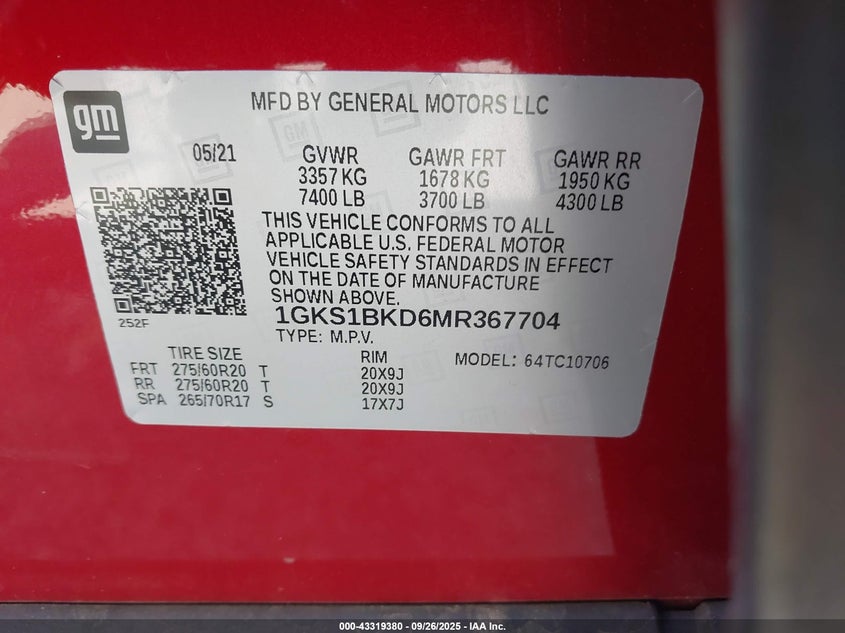 gm
MFD BY GENERAL MOTORS LLC
05/21 GVWR GAWR FRT GAWR RR
3357 KG 1678 KG 1950 KG
7400 LB 3700 LB 4300 LB
THIS VEHICLE CONFORMS TO ALL
APPLICABLE U.S. FEDERAL MOTOR
VEHICLE SAFETY STANDARDS IN EFFECT
ON THE DATE OF MANUFACTURE
SHOWN ABOVE.
252F
1GKS1BKD6MR367704
TYPE: M.P.V.
TIRE SIZE RIM MODEL: 64TC10706
FRT 275/60R20 T 20X9J
RR 275/60R20 T 20X9J
SPA 265/70R17 S 17X7J
000-43319380 - 09/26/2025 - IAA Inc.